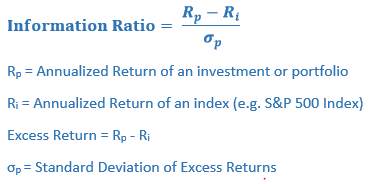 Information Ratio = (Rₚ − Rᵢ) / σₚ
Rₚ = Annualized Return of an investment or portfolio
Rᵢ = Annualized Return of an index (e.g. S&P 500 Index)
Excess Return = Rₚ - Rᵢ
σₚ = Standard Deviation of Excess Returns